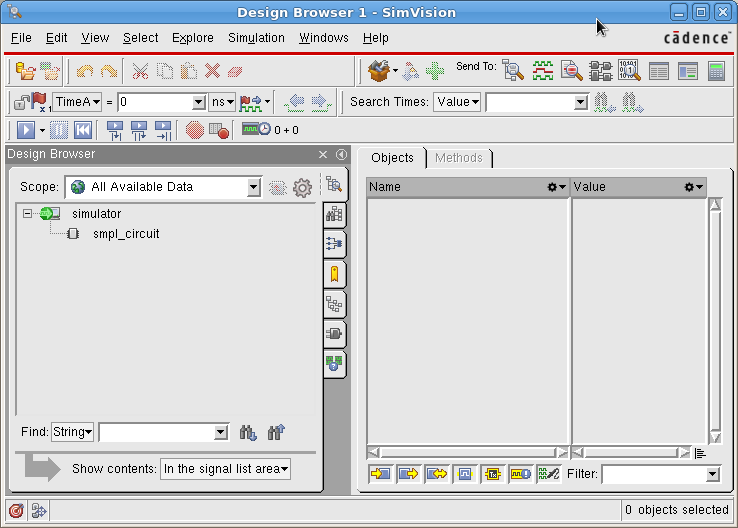 Design Browser 1 - SimVision
File Edit View Select Explore Simulation Windows Help
cādence
Send To:
TimeA = 0 ns
Search Times: Value
0 + 0
Design Browser
Scope: All Available Data
simulator
smpl_circuit
Find: String
Show contents: In the signal list area
Objects Methods
Name Value
Filter:
0 objects selected